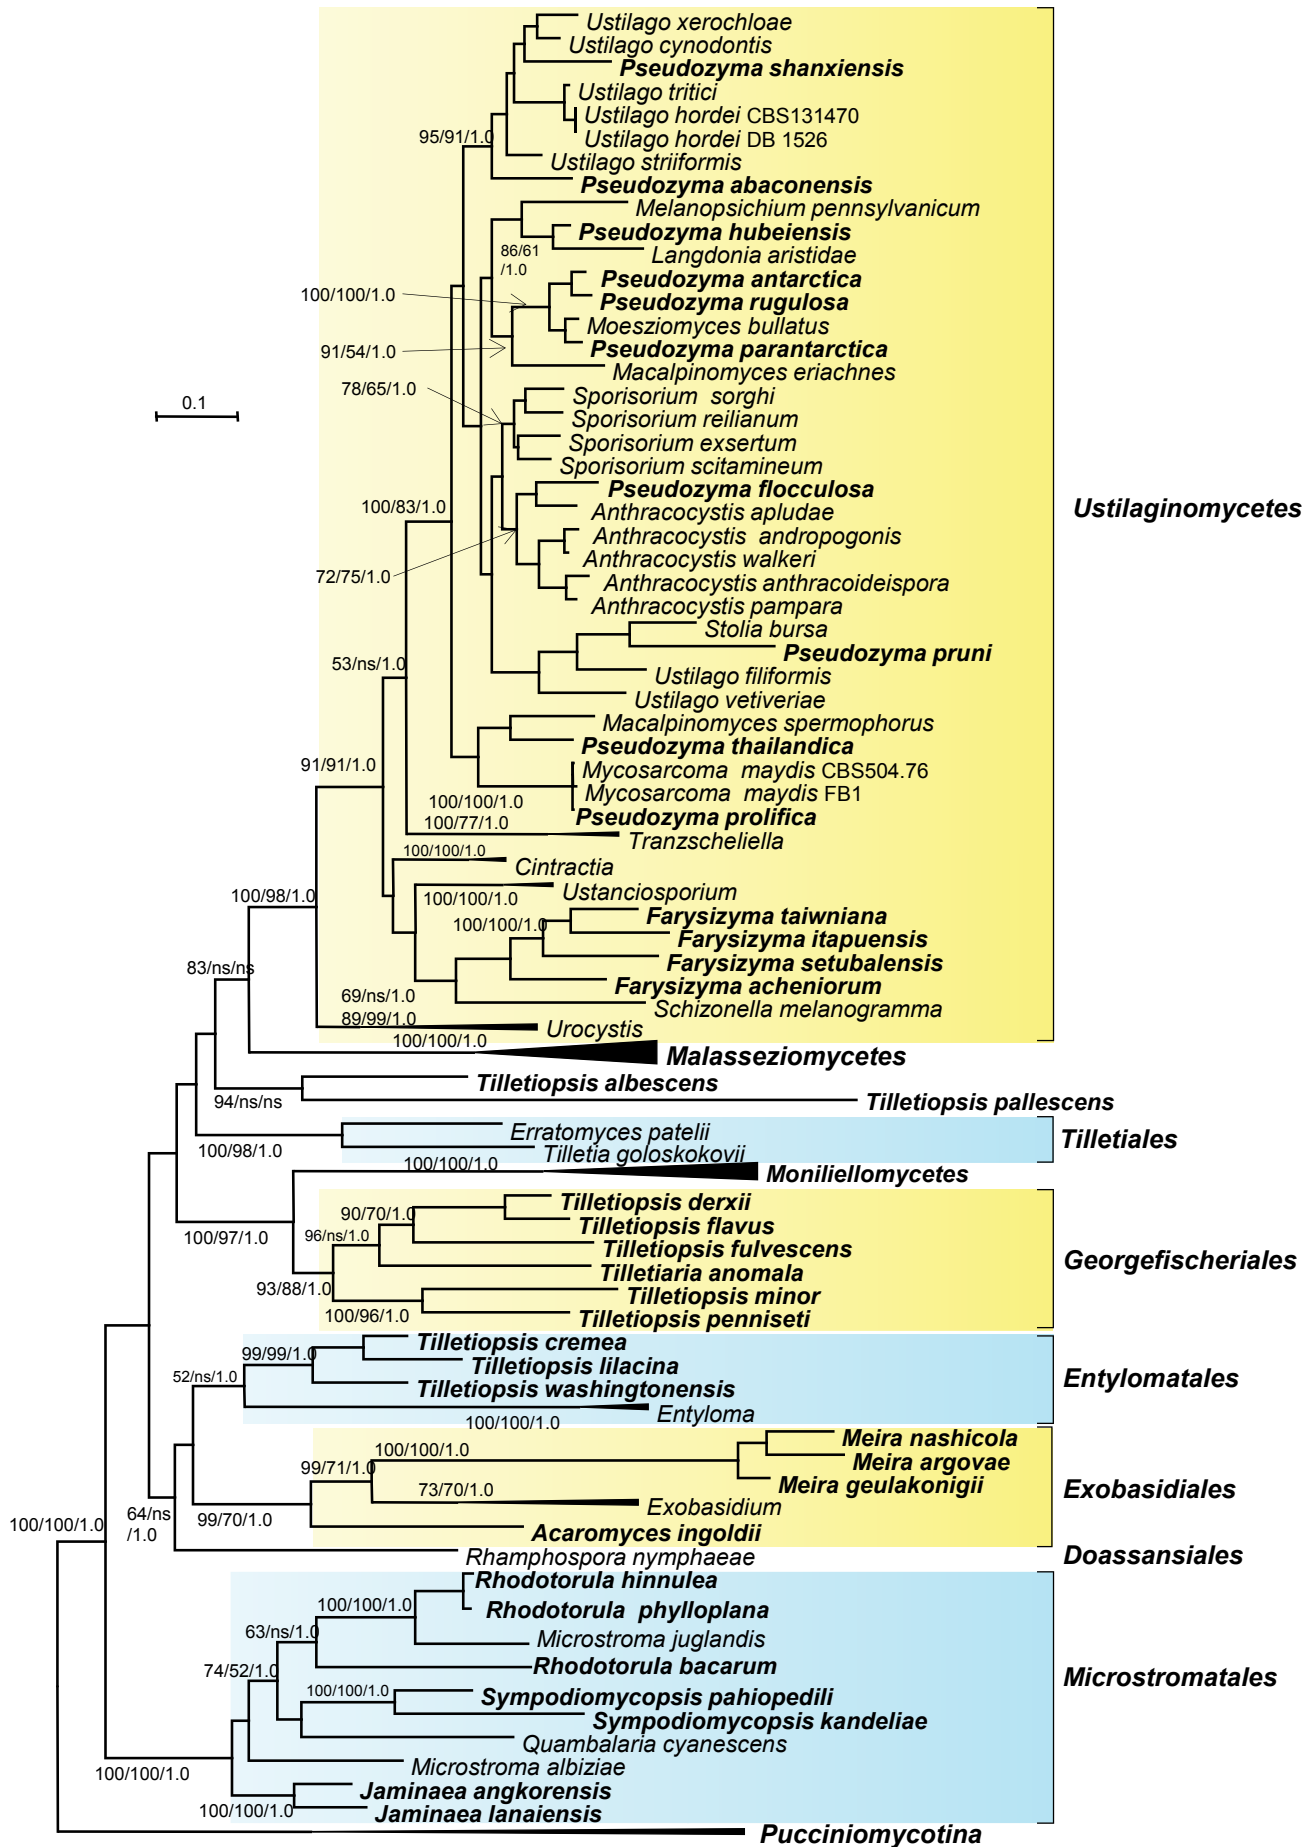 Ustilago xerochloae
Ustilago cynodontis
Pseudozyma shanxiensis
Ustilago tritici
Ustilago hordei CBS131470
95/91/1.0
Ustilago hordei DB 1526
Ustilago striiformis
Pseudozyma abaconensis
Melanopsichium pennsylvanicum
Pseudozyma hubeiensis
86/61
/1.0
Langdonia aristidae
Pseudozyma antarctica
100/100/1.0
Pseudozyma rugulosa
Moesziomyces bullatus
91/54/1.0
Pseudozyma parantarctica
Macalpinomyces eriachnes
78/65/1.0
Sporisorium sorghi
0.1
Sporisorium reilianum
Sporisorium exsertum
Sporisorium scitamineum
Pseudozyma flocculosa
100/83/1.0
Anthracocystis apludae
Ustilaginomycetes
Anthracocystis andropogonis
Anthracocystis walkeri
72/75/1.0
Anthracocystis anthracoideispora
Anthracocystis pampara
Stolia bursa
Pseudozyma pruni
53/ns/1.0
Ustilago filiformis
Ustilago vetiveriae
Macalpinomyces spermophorus
Pseudozyma thailandica
91/91/1.0
Mycosarcoma maydis CBS504.76
Mycosarcoma maydis FB1
100/100/1.0
Pseudozyma prolifica
100/77/1.0
Tranzscheliella
100/100/1.0
Cintractia
100/98/1.0
100/100/1.0
Ustanciosporium
Farysizyma taiwniana
100/100/1.0
Farysizyma itapuensis
83/ns/ns
Farysizyma setubalensis
Farysizyma acheniorum
69/ns/1.0
Schizonella melanogramma
89/99/1.0
Urocystis
100/100/1.0
Malasseziomycetes
Tilletiopsis albescens
94/ns/ns
Tilletiopsis pallescens
Erratomyces patelii
Tilletiales
100/98/1.0
Tilletia goloskokovii
100/100/1.0
Moniliellomycetes
Tilletiopsis derxii
90/70/1.0
Tilletiopsis flavus
100/97/1.0
96/ns/1.0
Tilletiopsis fulvescens
Georgefischeriales
Tilletiaria anomala
93/88/1.0
Tilletiopsis minor
100/96/1.0
Tilletiopsis penniseti
Tilletiopsis cremea
99/99/1.0
Tilletiopsis lilacina
52/ns/1.0
Entylomatales
Tilletiopsis washingtonensis
Entyloma
100/100/1.0
Meira nashicola
100/100/1.0
Meira argovae
99/71/1.0
Meira geulakonigii
73/70/1.0
Exobasidiales
Exobasidium
64/ns
/1.0
99/70/1.0
100/100/1.0
Acaromyces ingoldii
Rhamphospora nymphaeae
Doassansiales
Rhodotorula hinnulea
100/100/1.0
Rhodotorula phylloplana
63/ns/1.0
Microstroma juglandis
74/52/1.0
Rhodotorula bacarum
Microstromatales
100/100/1.0
Sympodiomycopsis pahiopedili
Sympodiomycopsis kandeliae
Quambalaria cyanescens
Microstroma albiziae
100/100/1.0
Jaminaea angkorensis
100/100/1.0
Jaminaea lanaiensis
Pucciniomycotina